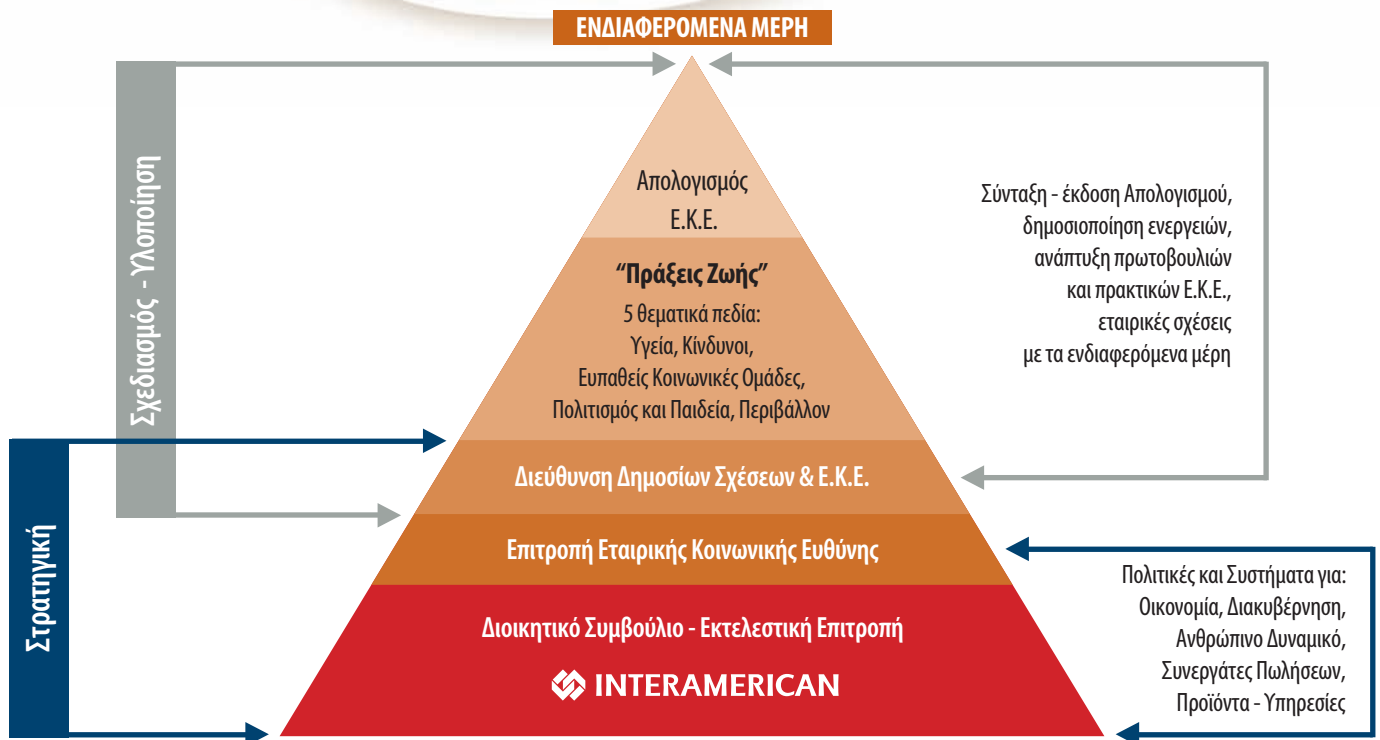 ΕΝΔΙΑΦΕΡΟΜΕΝΑ ΜΕΡΗ
Σχεδιασμός - Υλοποίηση
Απολογισμός
Ε.Κ.Ε.
“Πράξεις Ζωής”
5 θεματικά πεδία:
Υγεία, Κίνδυνοι,
Ευπαθείς Κοινωνικές Ομάδες,
Πολιτισμός και Παιδεία, Περιβάλλον
Σύνταξη - έκδοση Απολογισμού,
δημοσιοποίηση ενεργειών,
ανάπτυξη πρωτοβουλιών
και πρακτικών Ε.Κ.Ε.,
εταιρικές σχέσεις
με τα ενδιαφερόμενα μέρη
Στρατηγική
Διεύθυνση Δημοσίων Σχέσεων & Ε.Κ.Ε.
Επιτροπή Εταιρικής Κοινωνικής Ευθύνης
Διοικητικό Συμβούλιο - Εκτελεστική Επιτροπή
INTERAMERICAN
Πολιτικές και Συστήματα για:
Οικονομία, Διακυβέρνηση,
Ανθρώπινο Δυναμικό,
Συνεργάτες Πωλήσεων,
Προϊόντα - Υπηρεσίες